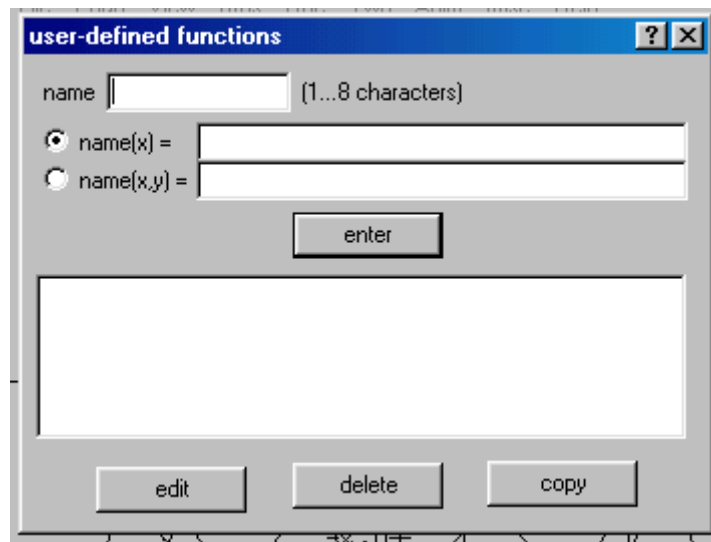 user-defined functions
name (1...8 characters)
name(x) =
name(x,y) =
enter
edit delete copy